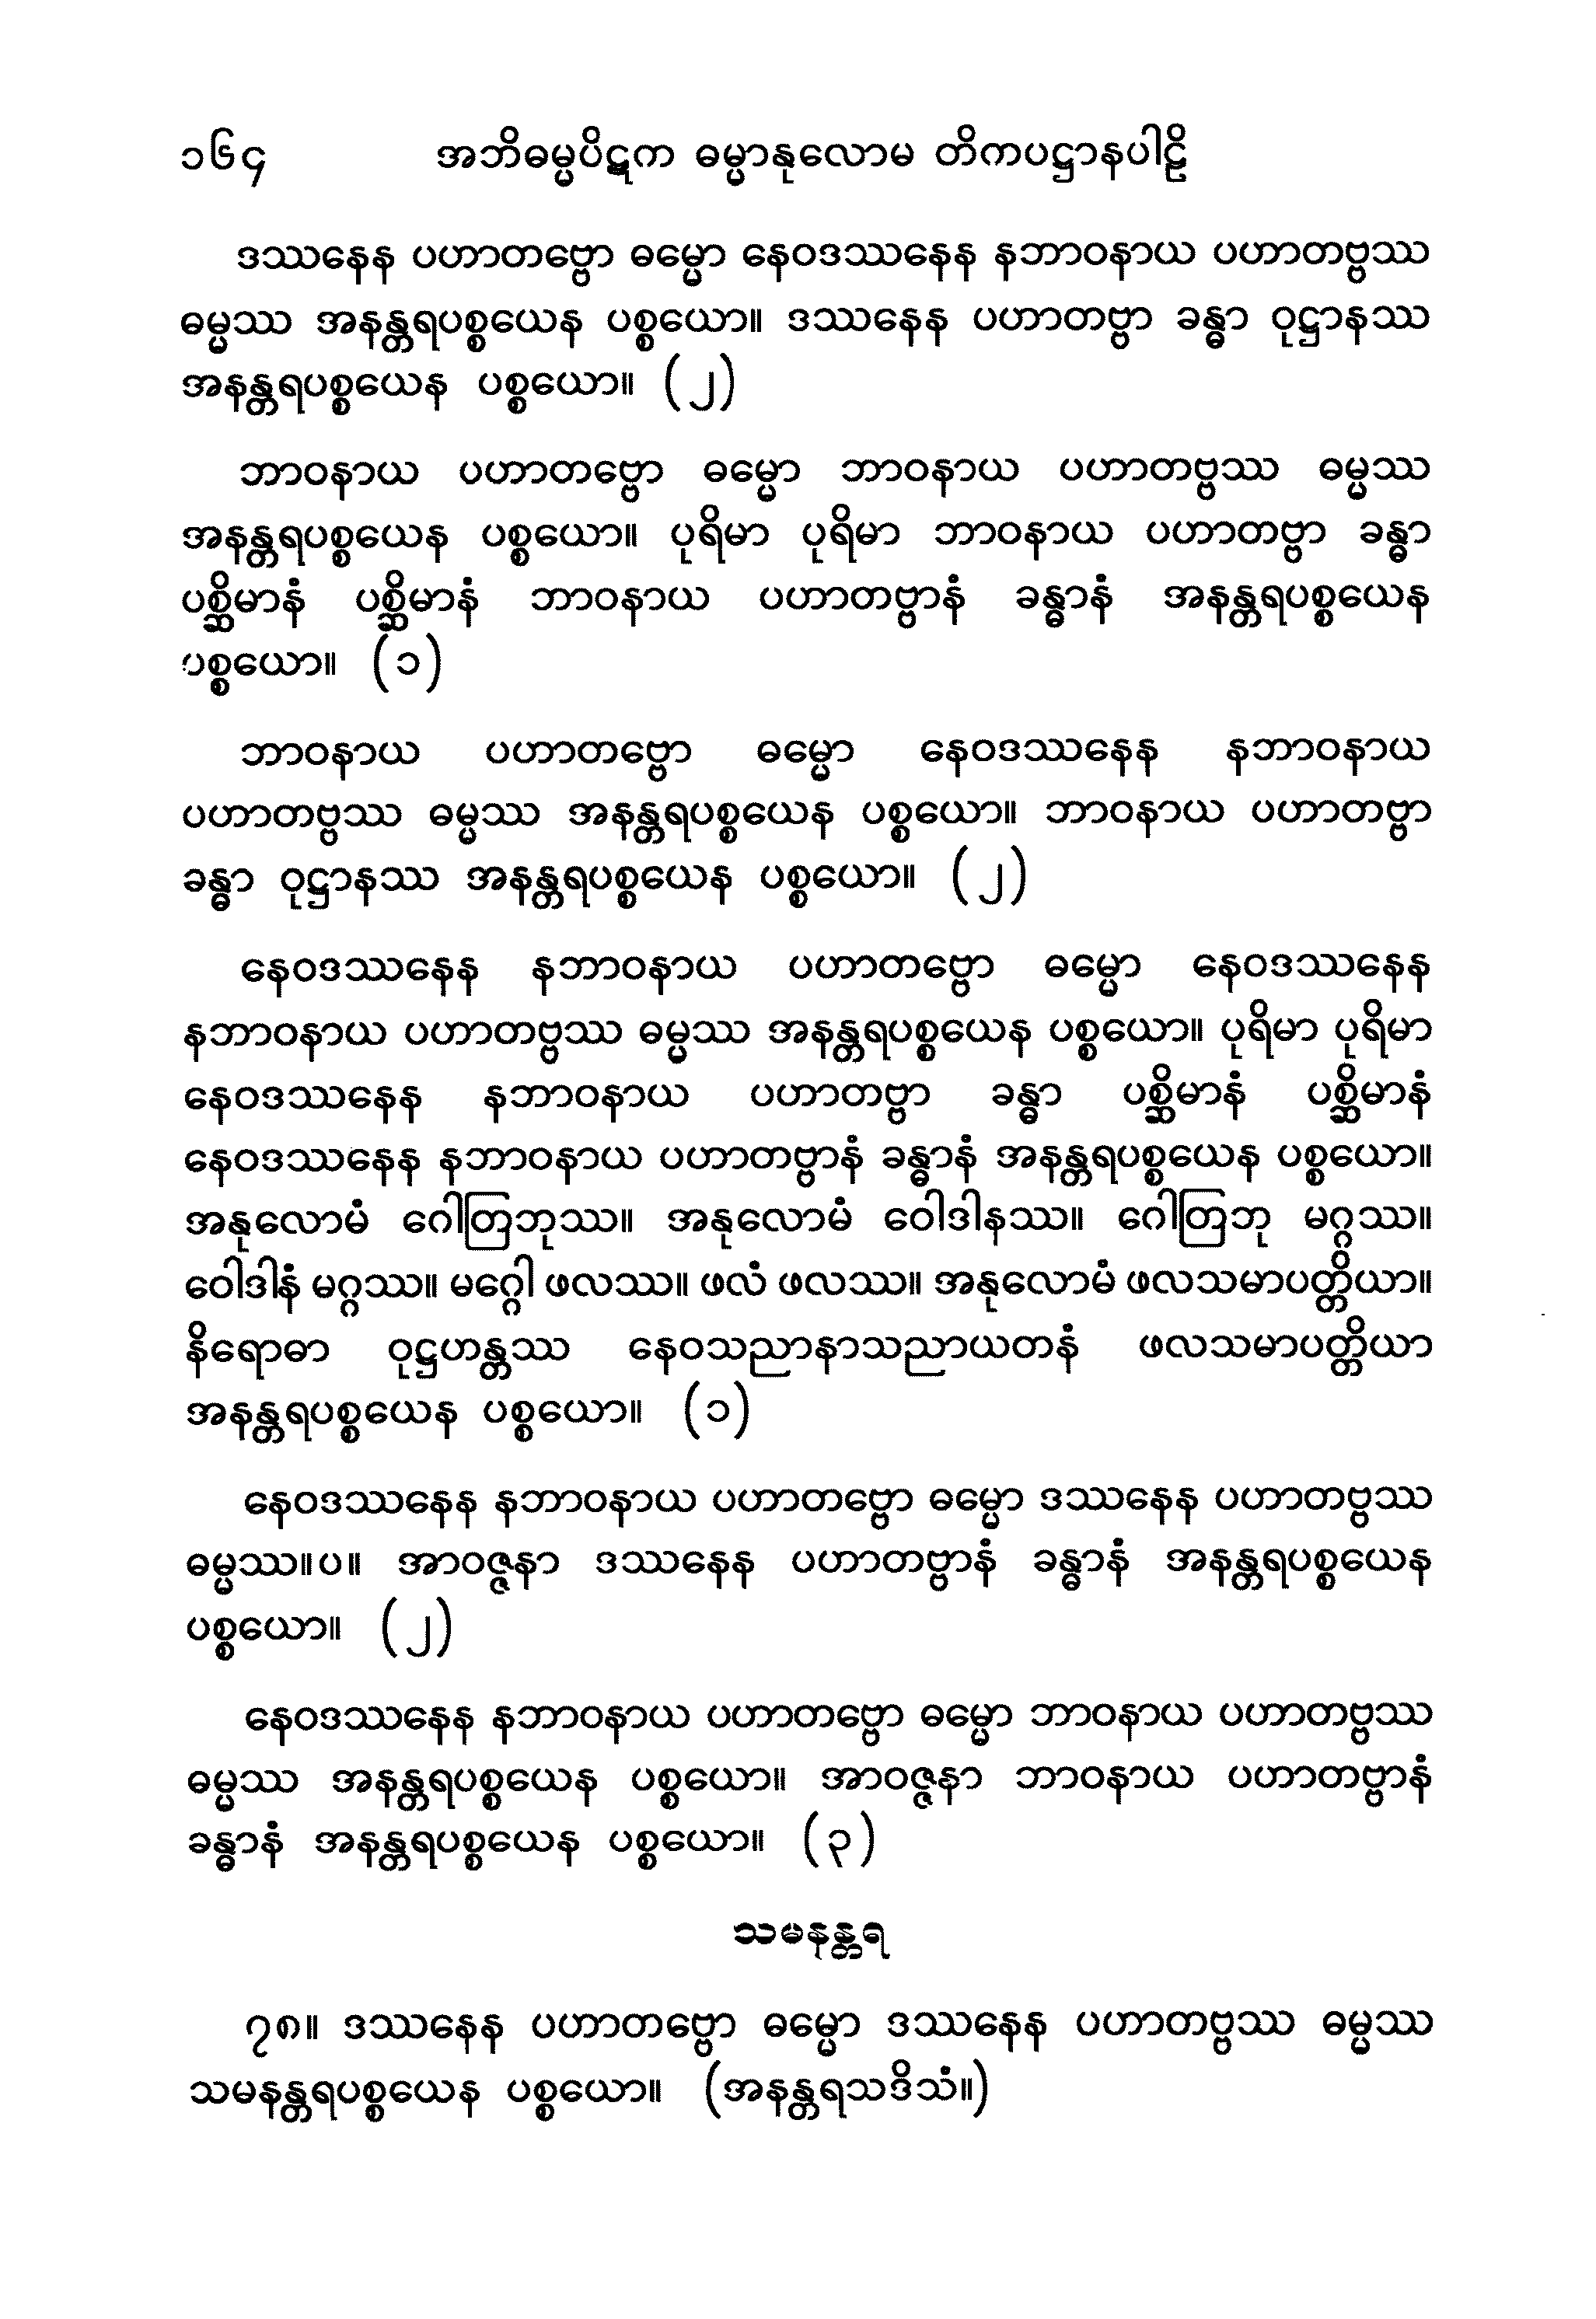 ၁၆၄ အဘိဓမ္မပိဋက ဓမ္မာနုလောမ တိကပဋ္ဌာနပါဠိ
ဒဿနေန ပဟာတဗ္ဗော ဓမ္မော နေဝဒဿနေန နဘာဝနာယ ပဟာတဗ္ဗဿ
ဓမ္မဿ အနန္တရပစ္စယေန ပစ္စယော။ ဒဿနေန ပဟာတဗ္ဗာ ခန္ဓာ ဝုဋ္ဌာနဿ
အနန္တရပစ္စယေန ပစ္စယော။ (၂)
ဘာဝနာယ ပဟာတဗ္ဗော ဓမ္မော ဘာဝနာယ ပဟာတဗ္ဗဿ ဓမ္မဿ
အနန္တရပစ္စယေန ပစ္စယော။ ပုရိမာ ပုရိမာ ဘာဝနာယ ပဟာတဗ္ဗာ ခန္ဓာ
ပစ္ဆိမာနံ ပစ္ဆိမာနံ ဘာဝနာယ ပဟာတဗ္ဗာနံ ခန္ဓာနံ အနန္တရပစ္စယေန
ပစ္စယော။ (၁)
ဘာဝနာယ ပဟာတဗ္ဗော ဓမ္မော နေဝဒဿနေန နဘာဝနာယ
ပဟာတဗ္ဗဿ ဓမ္မဿ အနန္တရပစ္စယေန ပစ္စယော။ ဘာဝနာယ ပဟာတဗ္ဗာ
ခန္ဓာ ဝုဋ္ဌာနဿ အနန္တရပစ္စယေန ပစ္စယော။ (၂)
နေဝဒဿနေန နဘာဝနာယ ပဟာတဗ္ဗော ဓမ္မော နေဝဒဿနေန
နဘာဝနာယ ပဟာတဗ္ဗဿ ဓမ္မဿ အနန္တရပစ္စယေန ပစ္စယော။ ပုရိမာ ပုရိမာ
နေဝဒဿနေန နဘာဝနာယ ပဟာတဗ္ဗာ ခန္ဓာ ပစ္ဆိမာနံ ပစ္ဆိမာနံ
နေဝဒဿနေန နဘာဝနာယ ပဟာတဗ္ဗာနံ ခန္ဓာနံ အနန္တရပစ္စယေန ပစ္စယော။
အနုလောမံ ဂေါတြဘုဿ။ အနုလောမံ ဝေါဒါနဿ။ ဂေါတြဘု မဂ္ဂဿ။
ဝေါဒါနံ မဂ္ဂဿ။ မဂ္ဂေါ ဖလဿ။ ဖလံ ဖလဿ။ အနုလောမံ ဖလသမာပတ္တိယာ။
နိရောဓာ ဝုဋ္ဌဟန္တဿ နေဝသညာနာသညာယတနံ ဖလသမာပတ္တိယာ
အနန္တရပစ္စယေန ပစ္စယော။ (၁)
နေဝဒဿနေန နဘာဝနာယ ပဟာတဗ္ဗော ဓမ္မော ဒဿနေန ပဟာတဗ္ဗဿ
ဓမ္မဿ။ပ။ အာဝဇ္ဇနာ ဒဿနေန ပဟာတဗ္ဗာနံ ခန္ဓာနံ အနန္တရပစ္စယေန
ပစ္စယော။ (၂)
နေဝဒဿနေန နဘာဝနာယ ပဟာတဗ္ဗော ဓမ္မော ဘာဝနာယ ပဟာတဗ္ဗဿ
ဓမ္မဿ အနန္တရပစ္စယေန ပစ္စယော။ အာဝဇ္ဇနာ ဘာဝနာယ ပဟာတဗ္ဗာနံ
ခန္ဓာနံ အနန္တရပစ္စယေန ပစ္စယော။ (၃)
သမနန္တရ
၇၈။ ဒဿနေန ပဟာတဗ္ဗော ဓမ္မော ဒဿနေန ပဟာတဗ္ဗဿ ဓမ္မဿ
သမနန္တရပစ္စယေန ပစ္စယော။ (အနန္တရသဒိသံ။)